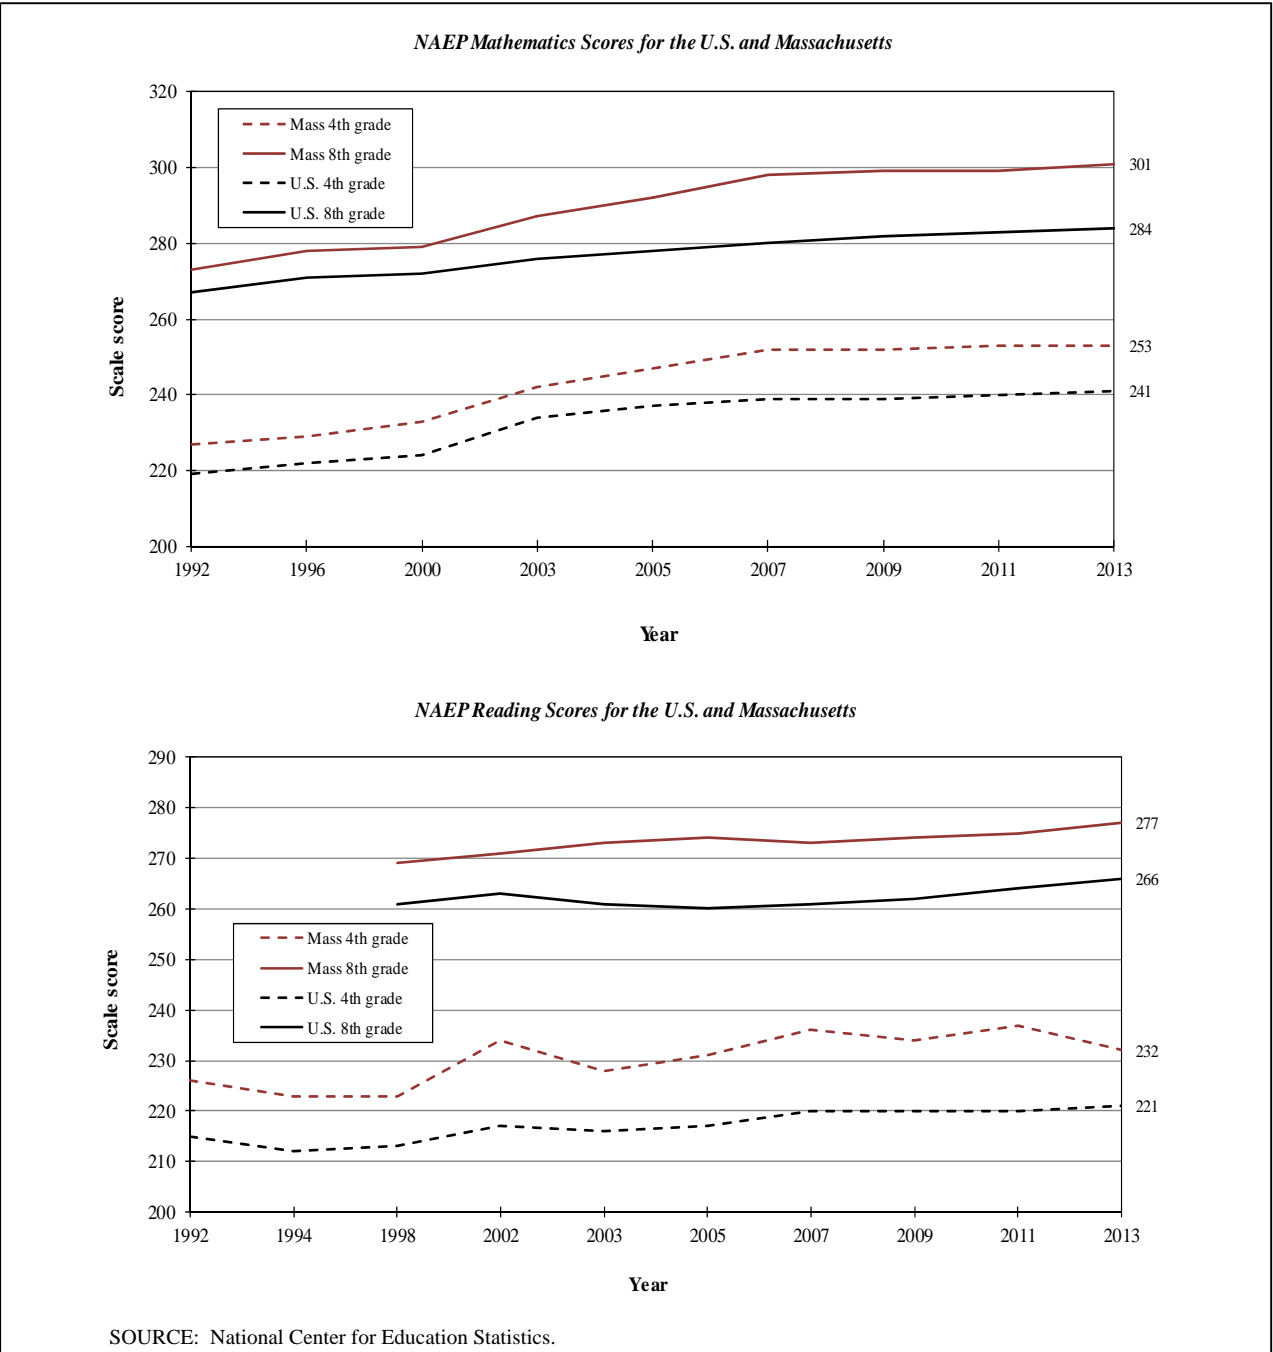 NAEP Mathematics Scores for the U.S. and Massachusetts
320
300
280
260
240
220
200
Scale score
Mass 4th grade
Mass 8th grade
U.S. 4th grade
U.S. 8th grade
301
284
253
241
1992 1996 2000 2003 2005 2007 2009 2011 2013
Year
NAEP Reading Scores for the U.S. and Massachusetts
290
280
270
260
250
240
230
220
210
200
Scale score
Mass 4th grade
Mass 8th grade
U.S. 4th grade
U.S. 8th grade
277
266
232
221
1992 1994 1998 2002 2003 2005 2007 2009 2011 2013
Year
SOURCE: National Center for Education Statistics.